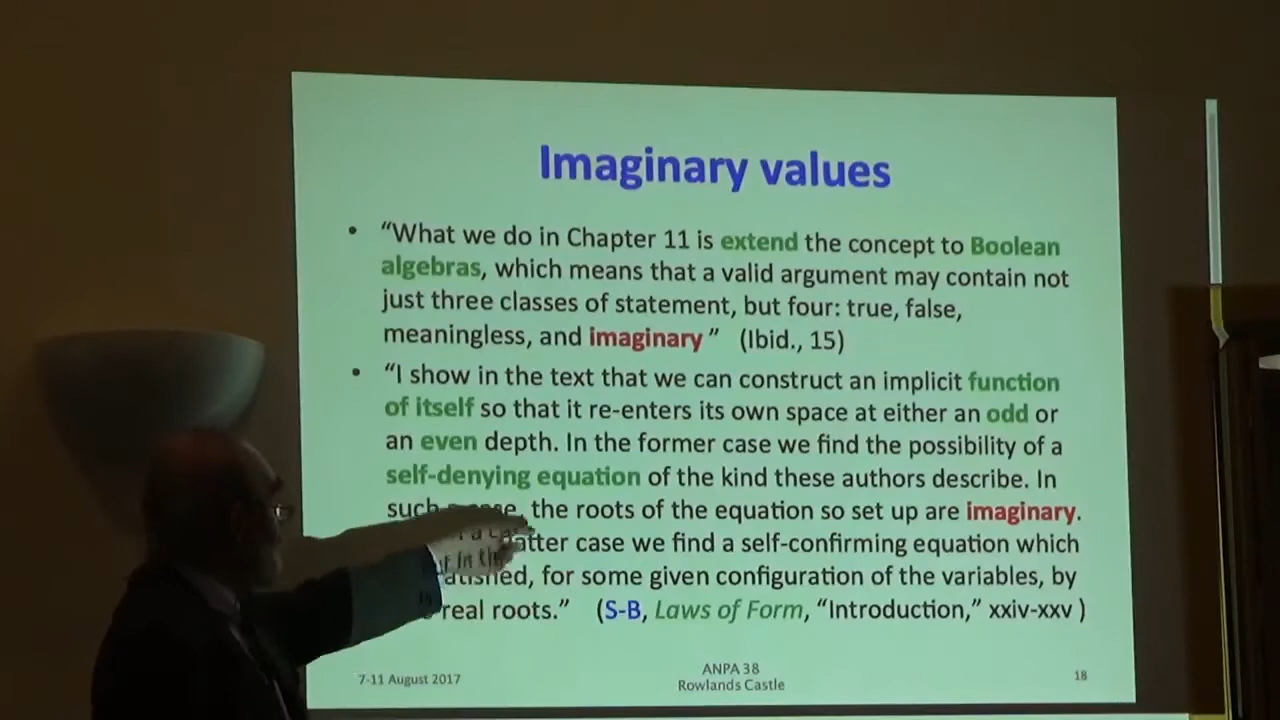 Imaginary values
• “What we do in Chapter 11 is extend the concept to Boolean
algebras, which means that a valid argument may contain not
just three classes of statement, but four: true, false,
meaningless, and imaginary ” (Ibid., 15)
• “I show in the text that we can construct an implicit function
of itself so that it re-enters its own space at either an odd or
an even depth. In the former case we find the possibility of a
self-denying equation of the kind these authors describe. In
such the roots of the equation so set up are imaginary.
case we find a self-confirming equation which
for some given configuration of the variables, by
real roots.” (S-B, Laws of Form, “Introduction,” xxiv-xxv )
7-11 August 2017
ANPA 38
Rowlands Castle
18